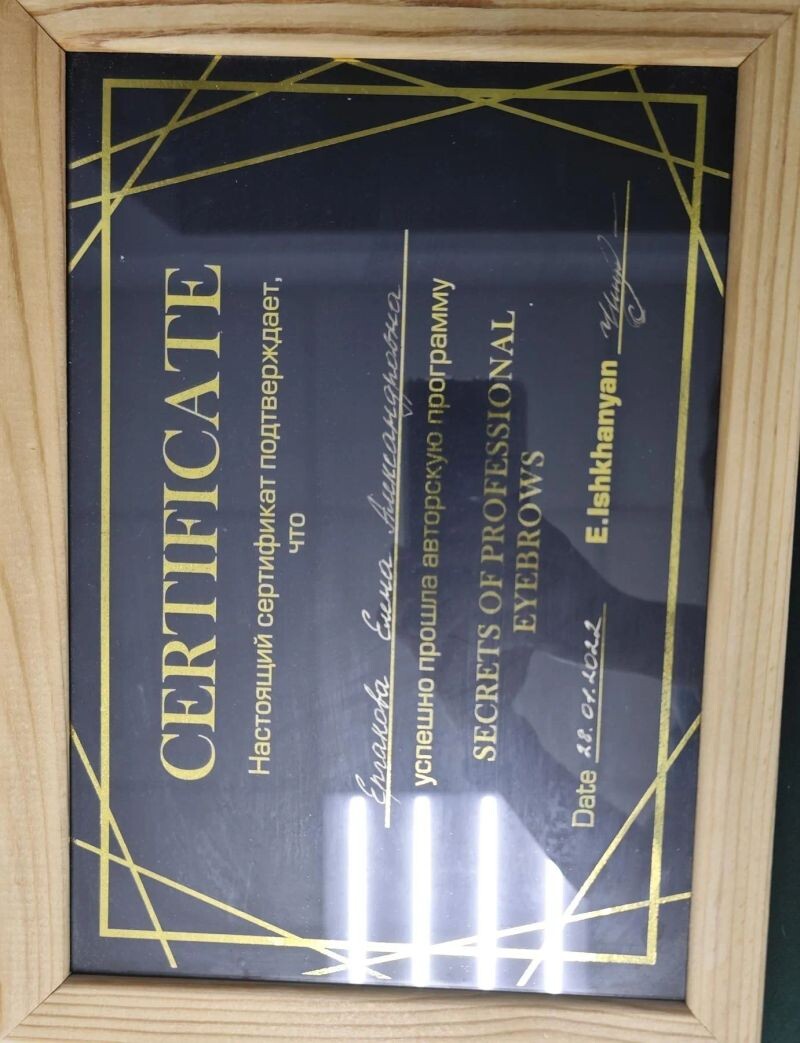 CERTIFICATE
Настоящий сертификат подтверждает,
что
Ергакова Елена Александровна
успешно прошла авторскую программу
SECRETS OF PROFESSIONAL
EYEBROWS
Date 28.01.2022 E.Ishkhanyan